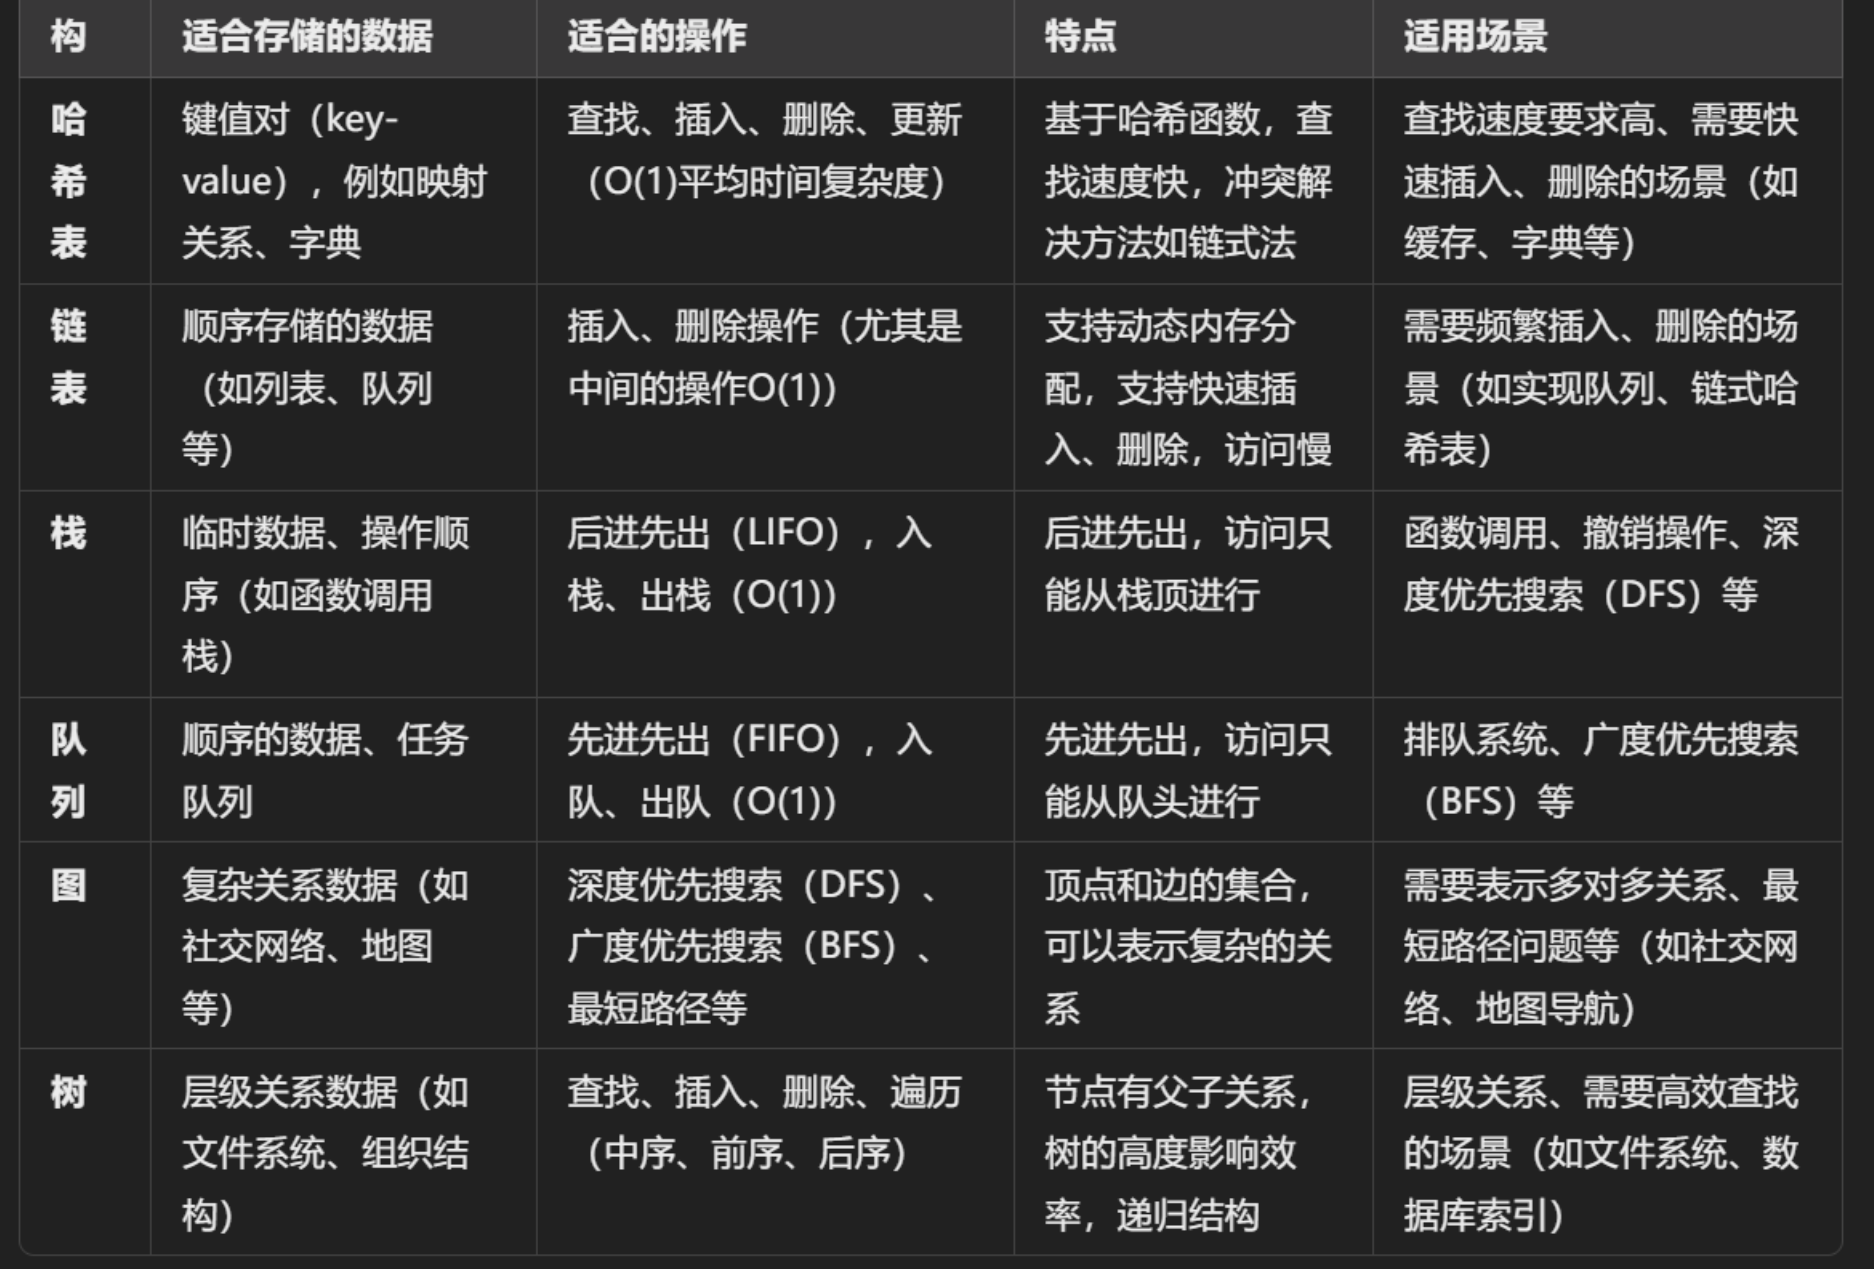 构
适合存储的数据
适合的操作
特点
适用场景
哈
希
表
键值对（key-
value），例如映射
关系、字典
查找、插入、删除、更新
（O(1)平均时间复杂度）
基于哈希函数，查
找速度快，冲突解
决方法如链式法
查找速度要求高、需要快
速插入、删除的场景（如
缓存、字典等）
链
表
顺序存储的数据
（如列表、队列
等）
插入、删除操作（尤其是
中间的操作O(1)）
支持动态内存分
配，支持快速插
入、删除，访问慢
需要频繁插入、删除的场
景（如实现队列、链式哈
希表）
栈
临时数据、操作顺
序（如函数调用
栈）
后进先出（LIFO），入
栈、出栈（O(1)）
后进先出，访问只
能从栈顶进行
函数调用、撤销操作、深
度优先搜索（DFS）等
队
列
顺序的数据、任务
队列
先进先出（FIFO），入
队、出队（O(1)）
先进先出，访问只
能从队头进行
排队系统、广度优先搜索
（BFS）等
图
复杂关系数据（如
社交网络、地图
等）
深度优先搜索（DFS）、
广度优先搜索（BFS）、
最短路径等
顶点和边的集合，
可以表示复杂的关
系
需要表示多对多关系、最
短路径问题等（如社交网
络、地图导航）
树
层级关系数据（如
文件系统、组织结
构）
查找、插入、删除、遍历
（中序、前序、后序）
节点有父子关系，
树的高度影响效
率，递归结构
层级关系、需要高效查找
的场景（如文件系统、数
据库索引）